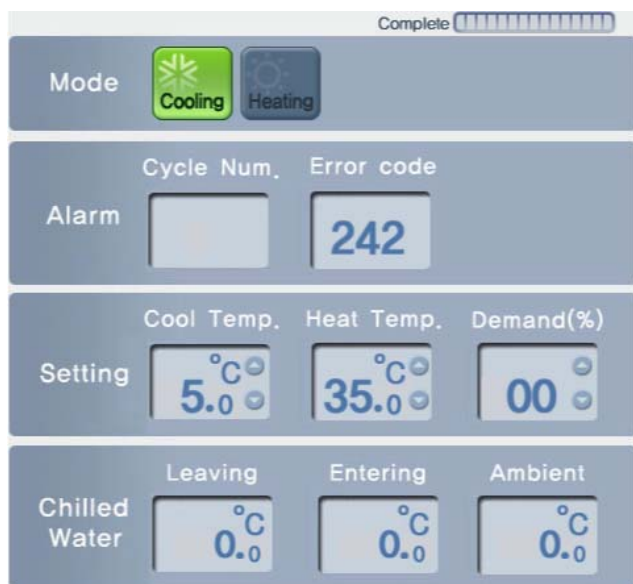 Complete
Mode Cooling Heating
Cycle Num. Error code
Alarm 242
Cool Temp. Heat Temp. Demand(%)
Setting 5.0 °C 35.0 °C 00
Leaving Entering Ambient
Chilled Water 0.0 °C 0.0 °C 0.0 °C